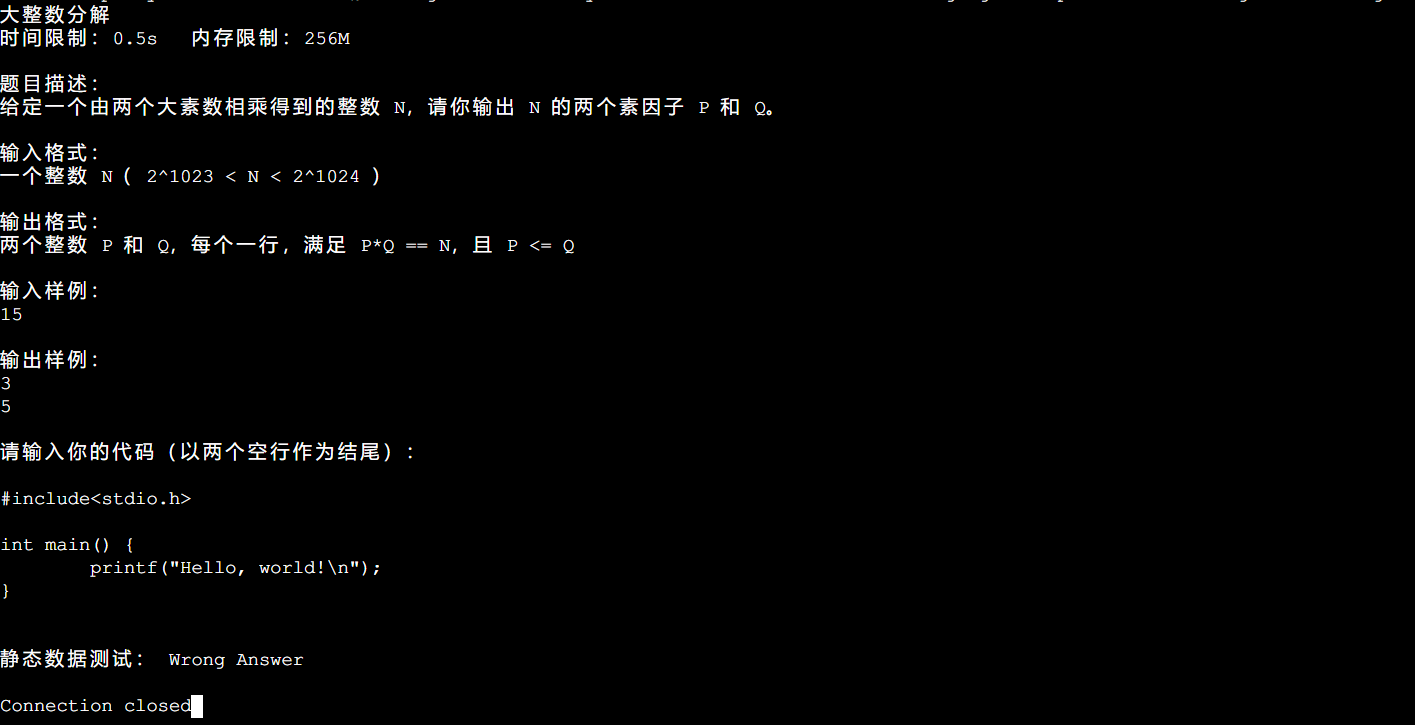 大整数分解
时间限制: 0.5s 内存限制: 256M
题目描述:
给定一个由两个大素数相乘得到的整数 N, 请你输出 N 的两个素因子 P 和 Q。
输入格式:
一个整数 N ( 2^1023 < N < 2^1024 )
输出格式:
两个整数 P 和 Q, 每个一行, 满足 P*Q == N, 且 P <= Q
输入样例:
15
输出样例:
3
5
请输入你的代码 (以两个空行作为结尾) :
#include<stdio.h>
int main() {
printf("Hello, world!\n");
}
静态数据测试: Wrong Answer
Connection closed